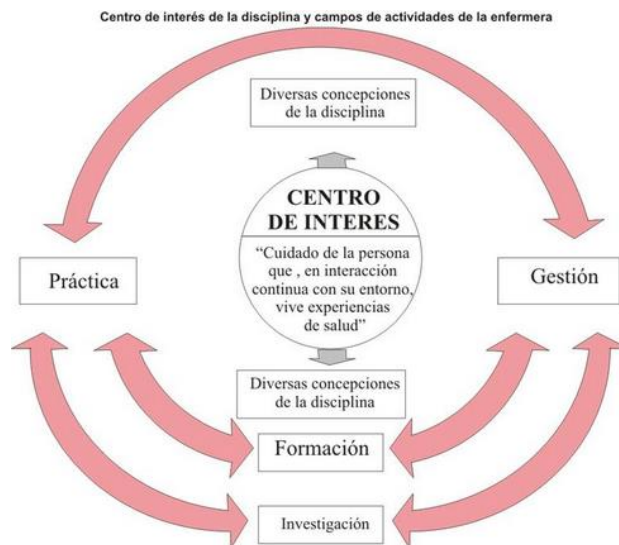 Centro de interés de la disciplina y campos de actividades de la enfermera
Diversas concepciones
de la disciplina
CENTRO
DE INTERES
“Cuidado de la persona
que , en interacción
continua con su entorno,
vive experiencias
de salud”
Práctica
Gestión
Diversas concepciones
de la disciplina
Formación
Investigación